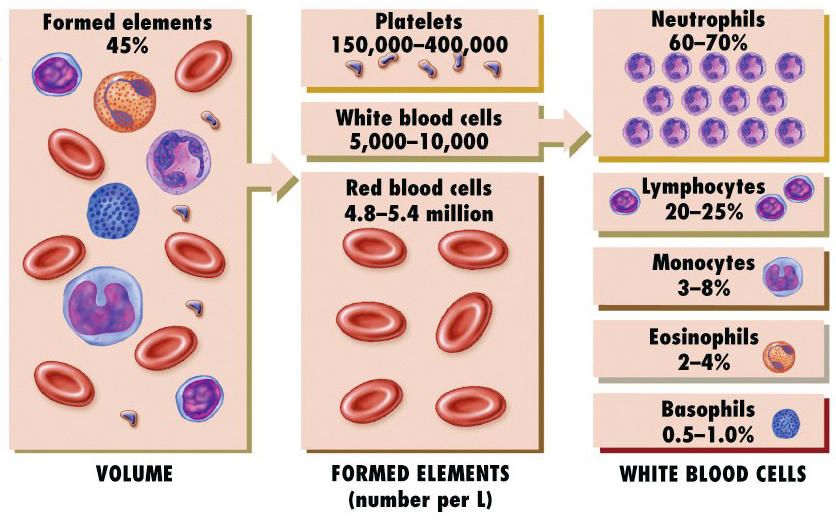 Formed elements
45%
Platelets
150,000–400,000
White blood cells
5,000–10,000
Red blood cells
4.8–5.4 million
Neutrophils
60–70%
Lymphocytes
20–25%
Monocytes
3–8%
Eosinophils
2–4%
Basophils
0.5–1.0%
VOLUME
FORMED ELEMENTS
(number per L)
WHITE BLOOD CELLS